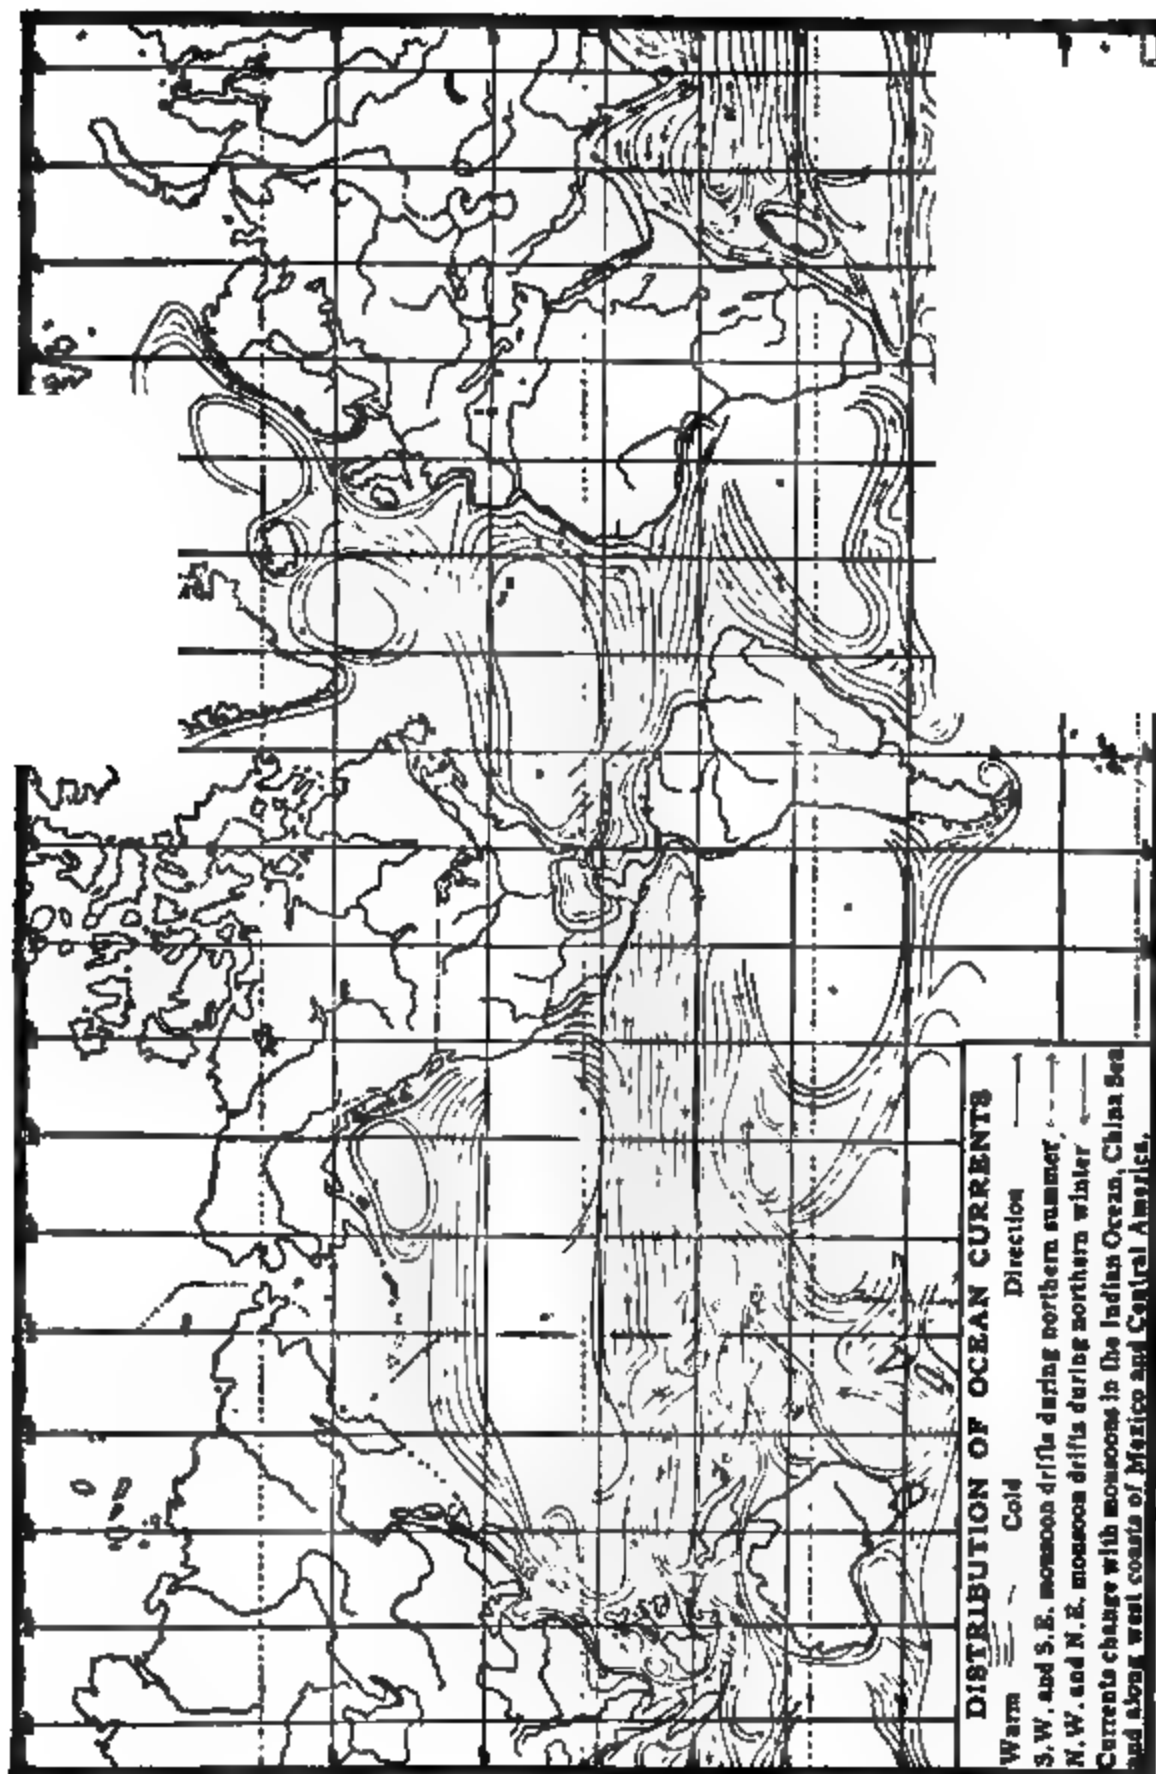 DISTRIBUTION OF OCEAN CURRENTS
Warm Cold Direction
S.W. and S.E. monsoon drifts during northern summer,
N.W. and N.E. monsoon drifts during northern winter
Currents change with monsoons in the Indian Ocean, China Sea
and along west coasts of Mexico and Central America.